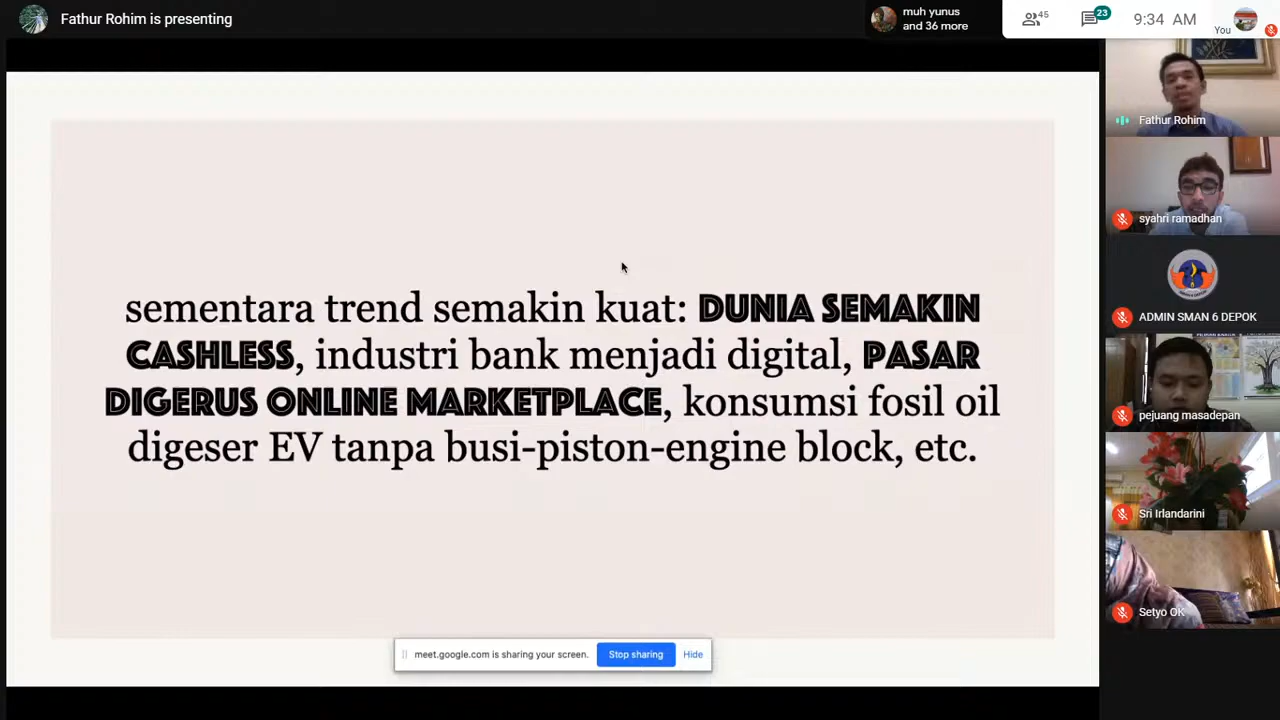 Fathur Rohim is presenting
muh yunus
and 36 more
45
23
9:34 AM
You
sementara trend semakin kuat: DUNIA SEMAKIN
CASHLESS, industri bank menjadi digital, PASAR
DIGERUS ONLINE MARKETPLACE, konsumsi fosil oil
digeser EV tanpa busi-piston-engine block, etc.
meet.google.com is sharing your screen.
Stop sharing
Hide
Fathur Rohim
syahri ramadhan
ADMIN SMAN 6 DEPOK
pejuang masadepan
Sri Irlandarini
Setyo OK